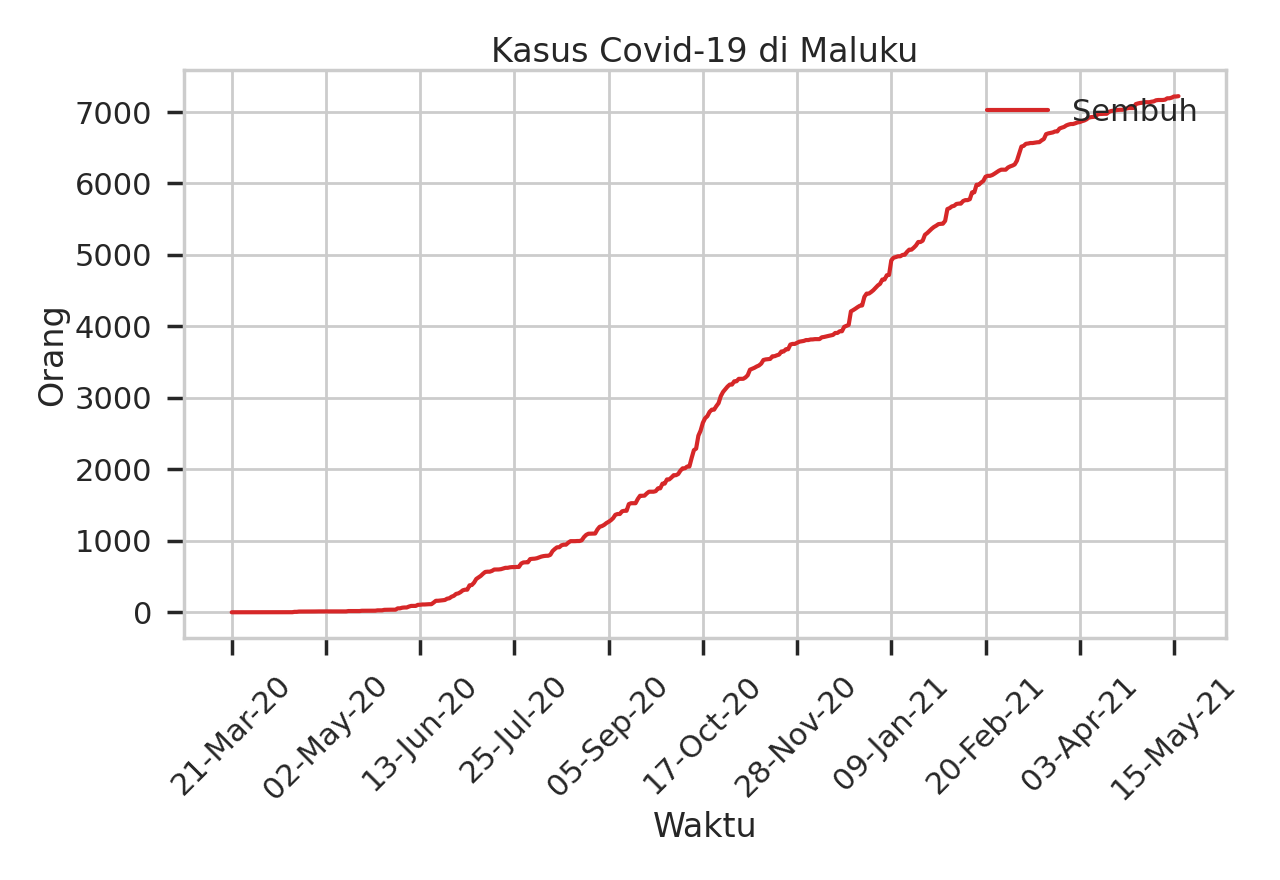 Kasus Covid-19 di Maluku
Sembuh
7000
6000
5000
4000
3000
2000
1000
0
Orang
21-Mar-20
02-May-20
13-Jun-20
25-Jul-20
05-Sep-20
17-Oct-20
28-Nov-20
09-Jan-21
20-Feb-21
03-Apr-21
15-May-21
Waktu